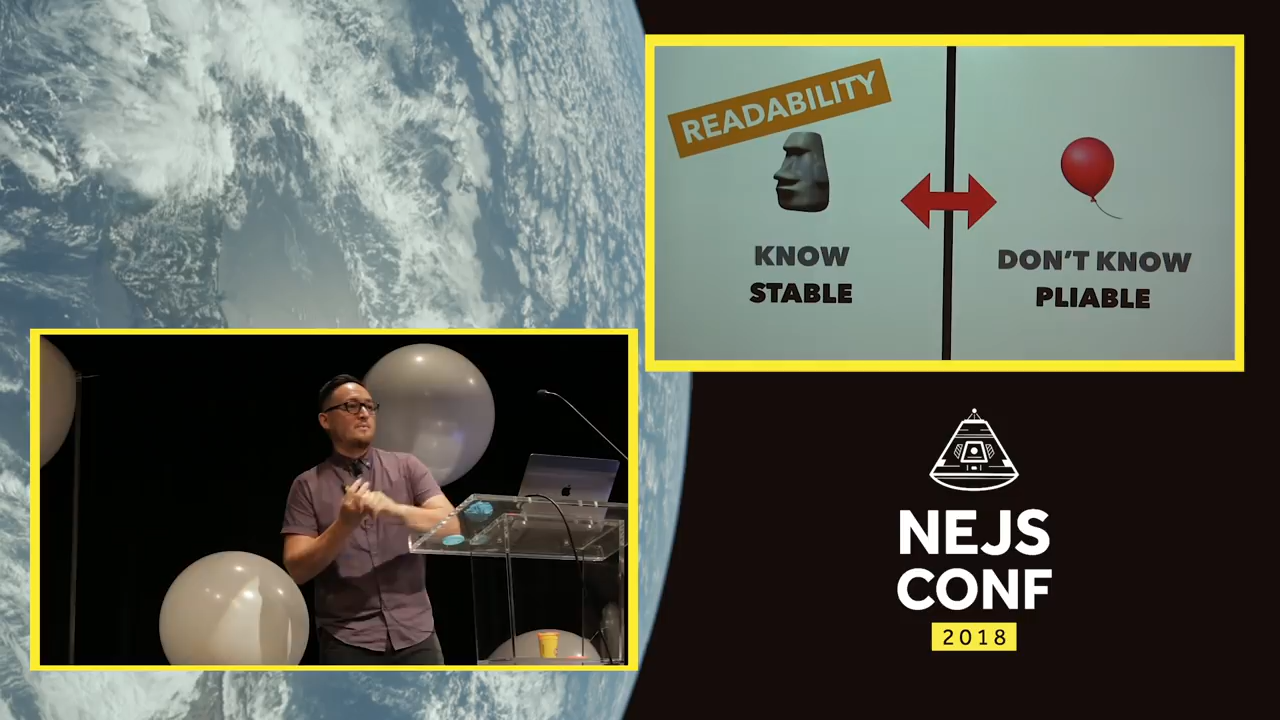 READABILITY
KNOW
STABLE
DON'T KNOW
PLIABLE
NEJS
CONF
2018